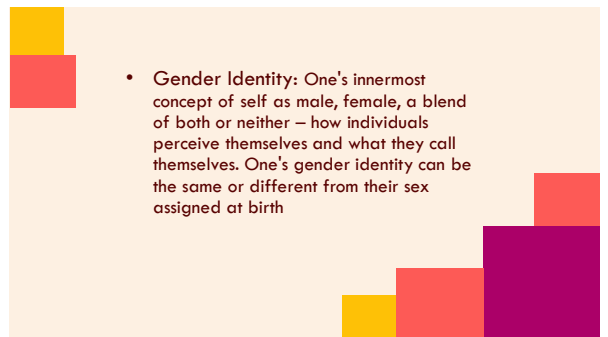 • Gender Identity: One's innermost
concept of self as male, female, a blend
of both or neither – how individuals
perceive themselves and what they call
themselves. One's gender identity can be
the same or different from their sex
assigned at birth